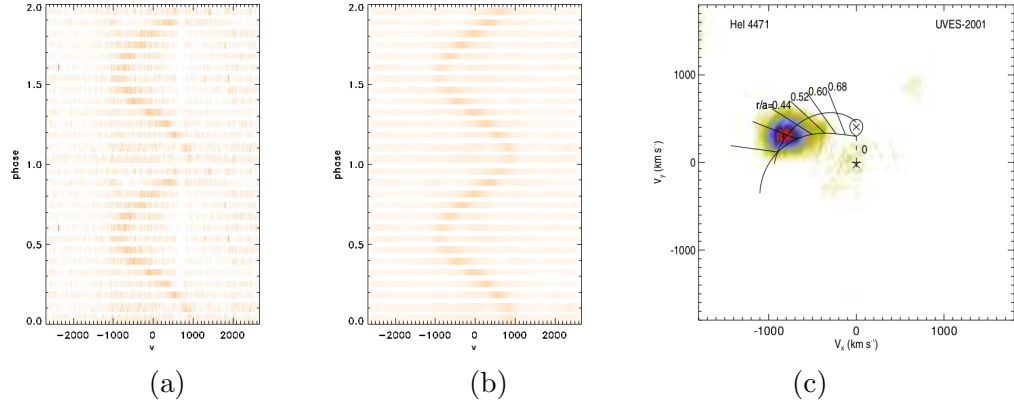 2.0
1.5
1.0
0.5
0.0
phase
-2000 -1000 0 1000 2000
v
(a)
2.0
1.5
1.0
0.5
0.0
phase
-2000 -1000 0 1000 2000
v
(b)
HeI 4471 UVES-2001
r/a=0.44 0.52 0.60 0.68
0
1000
0
-1000
Vy (km s⁻¹)
-1000 0 1000
Vx (km s⁻¹)
(c)